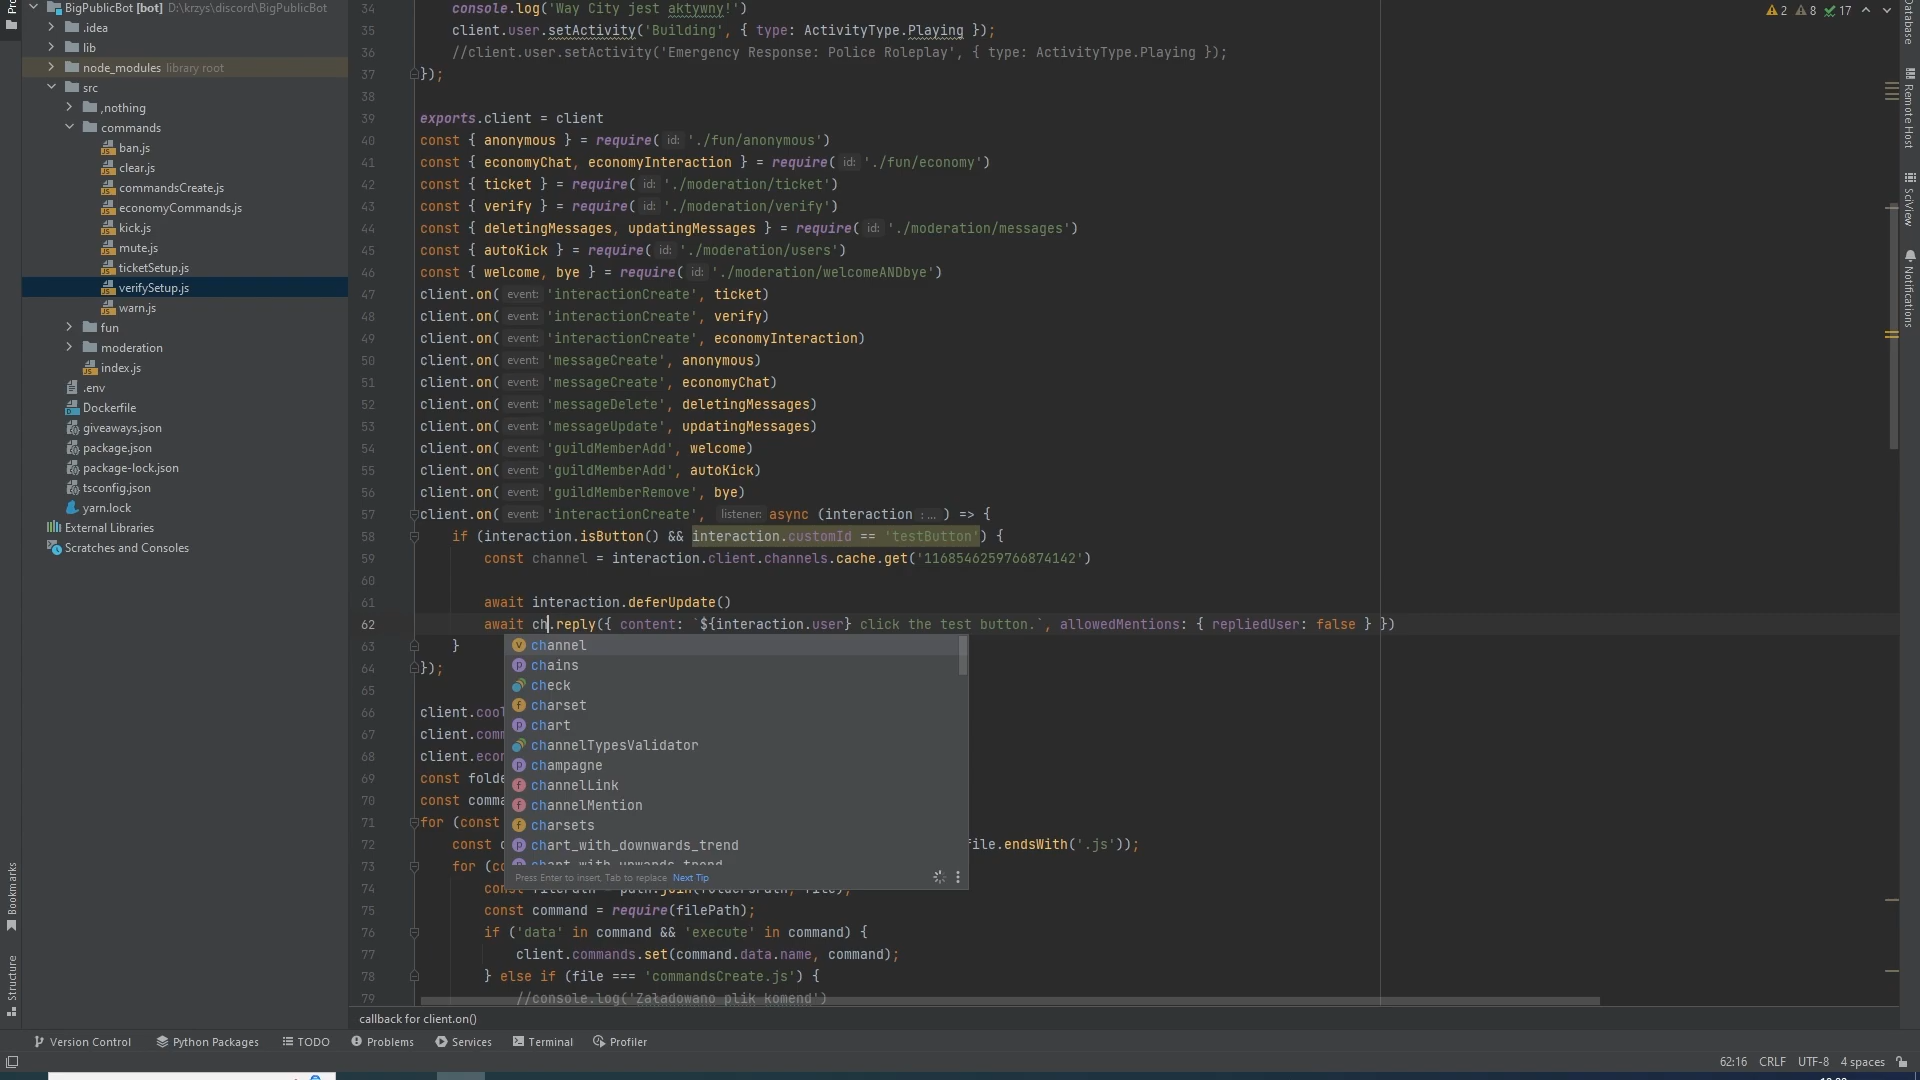 BigPublicBot [bot] D:\krzys\discord\BigPublicBot
.idea
lib
node_modules library root
src
,nothing
commands
ban.js
clear.js
commandsCreate.js
economyCommands.js
kick.js
mute.js
ticketSetup.js
verifySetup.js
warn.js
fun
moderation
index.js
.env
Dockerfile
giveaways.json
package.json
package-lock.json
tsconfig.json
yarn.lock
External Libraries
Scratches and Consoles
Bookmarks
Structure
34 console.log('Way City jest aktywny!')
35 client.user.setActivity('Building', { type: ActivityType.Playing });
36 //client.user.setActivity('Emergency Response: Police Roleplay', { type: ActivityType.Playing });
37 });
38
39 exports.client = client
40 const { anonymous } = require( id: './fun/anonymous')
41 const { economyChat, economyInteraction } = require( id: './fun/economy')
42 const { ticket } = require( id: './moderation/ticket')
43 const { verify } = require( id: './moderation/verify')
44 const { deletingMessages, updatingMessages } = require( id: './moderation/messages')
45 const { autoKick } = require( id: './moderation/users')
46 const { welcome, bye } = require( id: './moderation/welcomeANDbye')
47 client.on( event: 'interactionCreate', ticket)
48 client.on( event: 'interactionCreate', verify)
49 client.on( event: 'interactionCreate', economyInteraction)
50 client.on( event: 'messageCreate', anonymous)
51 client.on( event: 'messageCreate', economyChat)
52 client.on( event: 'messageDelete', deletingMessages)
53 client.on( event: 'messageUpdate', updatingMessages)
54 client.on( event: 'guildMemberAdd', welcome)
55 client.on( event: 'guildMemberAdd', autoKick)
56 client.on( event: 'guildMemberRemove', bye)
57 client.on( event: 'interactionCreate', listener: async (interaction : ... ) => {
58 if (interaction.isButton() && interaction.customId == 'testButton') {
59 const channel = interaction.client.channels.cache.get('1168546259766874142')
60
61 await interaction.deferUpdate()
62 await ch.reply({ content: `${interaction.user} click the test button.`, allowedMentions: { repliedUser: false } })
63 }
64 });
65
66 client.cool
67 client.comm
68 client.econ
69 const folde
70 const comma
71 for (const
72 const c file.endsWith('.js'));
73 for (co
74
75 const command = require(filePath);
76 if ('data' in command && 'execute' in command) {
77 client.commands.set(command.data.name, command);
78 } else if (file === 'commandsCreate.js') {
79 //console.log('Załadowano plik komend')
channel
chains
check
charset
chart
channelTypesValidator
champagne
channelLink
channelMention
charsets
chart_with_downwards_trend
chart_with_upwards_trend
Press Enter to insert, Tab to replace Next Tip
callback for client.on()
2 8 17
Database
Remote Host
SciView
Notifications
Version Control Python Packages TODO Problems Services Terminal Profiler
62:16 CRLF UTF-8 4 spaces